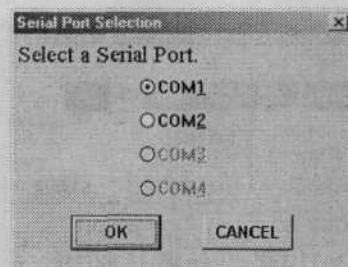 Serial Port Selection
Select a Serial Port.
COM1
COM2
COM3
COM4
OK CANCEL